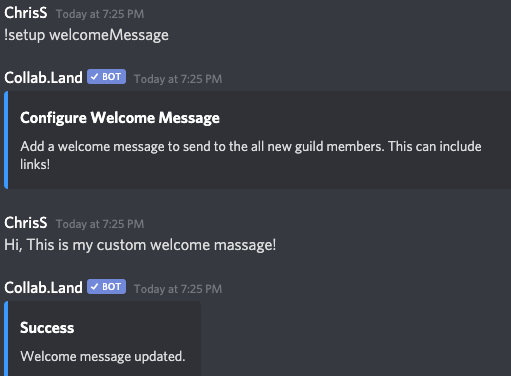 ChrisS Today at 7:25 PM
!setup welcomeMessage
Collab.Land BOT Today at 7:25 PM
Configure Welcome Message
Add a welcome message to send to the all new guild members. This can include
links!
ChrisS Today at 7:25 PM
Hi, This is my custom welcome massage!
Collab.Land BOT Today at 7:25 PM
Success
Welcome message updated.